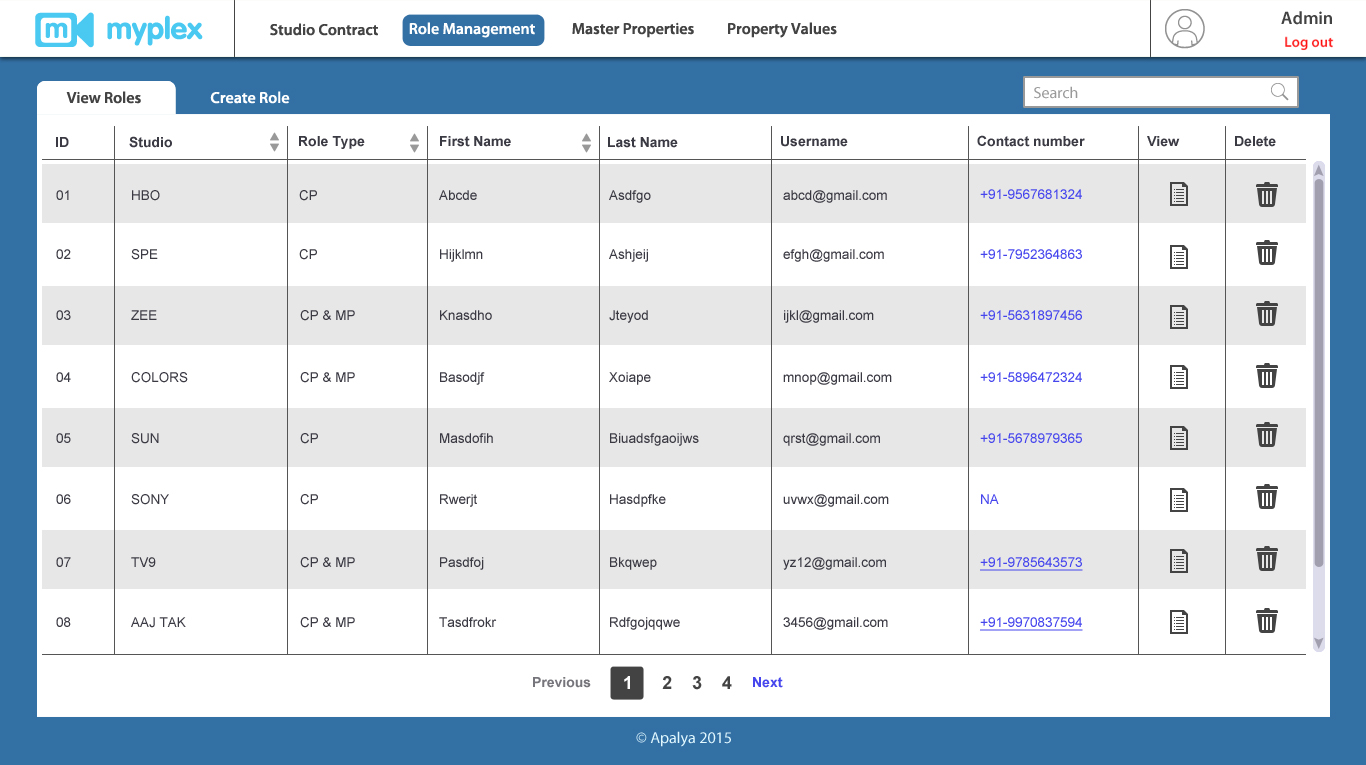 myplex Studio Contract Role Management Master Properties Property Values Admin
Log out
View Roles Create Role Search
ID Studio Role Type First Name Last Name Username Contact number View Delete
01 HBO CP Abcde Asdfgo abcd@gmail.com +91-9567681324
02 SPE CP Hijklmn Ashjeij efgh@gmail.com +91-7952364863
03 ZEE CP & MP Knasdho Jteyod ijkl@gmail.com +91-5631897456
04 COLORS CP & MP Basodjf Xoiape mnop@gmail.com +91-5896472324
05 SUN CP Masdofih Biuadsfgaoijws qrst@gmail.com +91-5678979365
06 SONY CP Rwerjt Hasdpfke uvwx@gmail.com NA
07 TV9 CP & MP Pasdfoj Bkqwep yz12@gmail.com +91-9785643573
08 AAJ TAK CP & MP Tasdfrokr Rdfgojqqwe 3456@gmail.com +91-9970837594
Previous 1 2 3 4 Next
© Apalya 2015